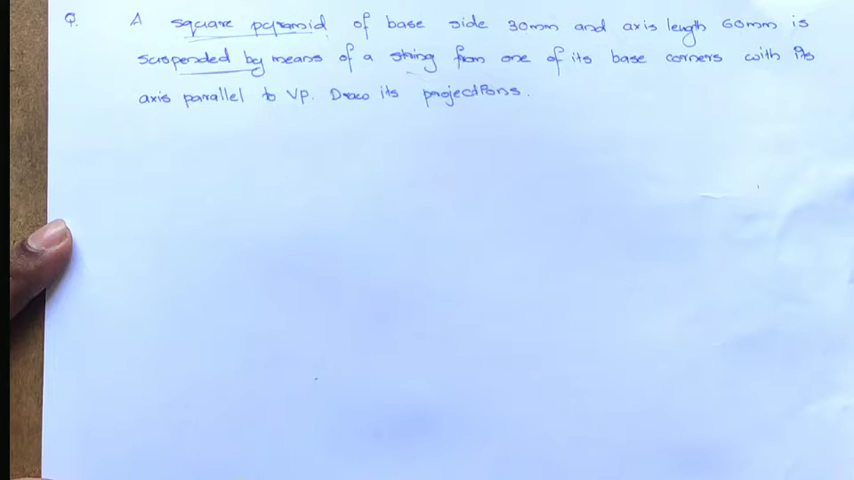 Q. A square pyramid of base side 30mm and axis length 60mm is
suspended by means of a string from one of its base corners with its
axis parallel to VP. Draw its projections.